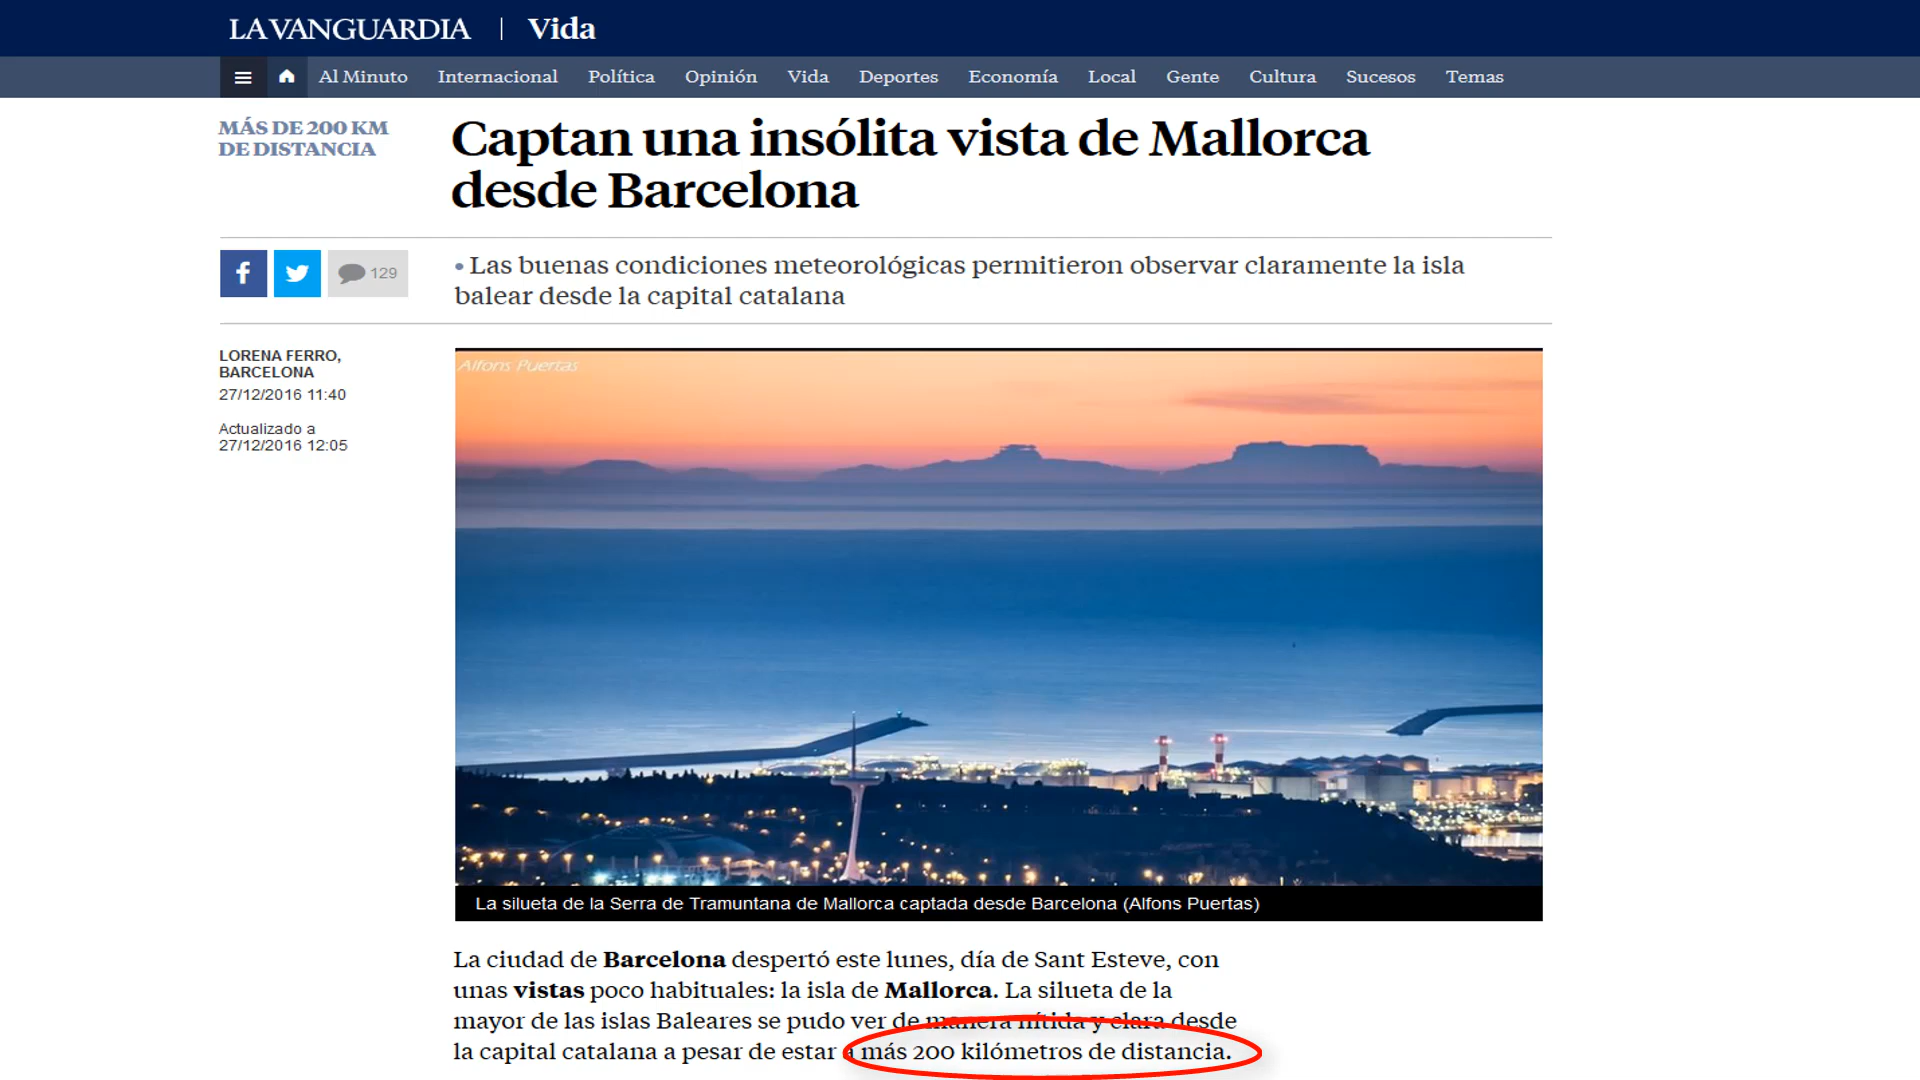 LA VANGUARDIA | Vida
Al Minuto Internacional Política Opinión Vida Deportes Economía Local Gente Cultura Sucesos Temas
MÁS DE 200 KM
DE DISTANCIA
Captan una insólita vista de Mallorca
desde Barcelona
f 129
• Las buenas condiciones meteorológicas permitieron observar claramente la isla
balear desde la capital catalana
LORENA FERRO,
BARCELONA
27/12/2016 11:40
Actualizado a
27/12/2016 12:05
Alfons Puertas
La silueta de la Serra de Tramuntana de Mallorca captada desde Barcelona (Alfons Puertas)
La ciudad de Barcelona despertó este lunes, día de Sant Esteve, con
unas vistas poco habituales: la isla de Mallorca. La silueta de la
mayor de las islas Baleares se pudo ver de manera nítida y clara desde
la capital catalana a pesar de estar a más 200 kilómetros de distancia.